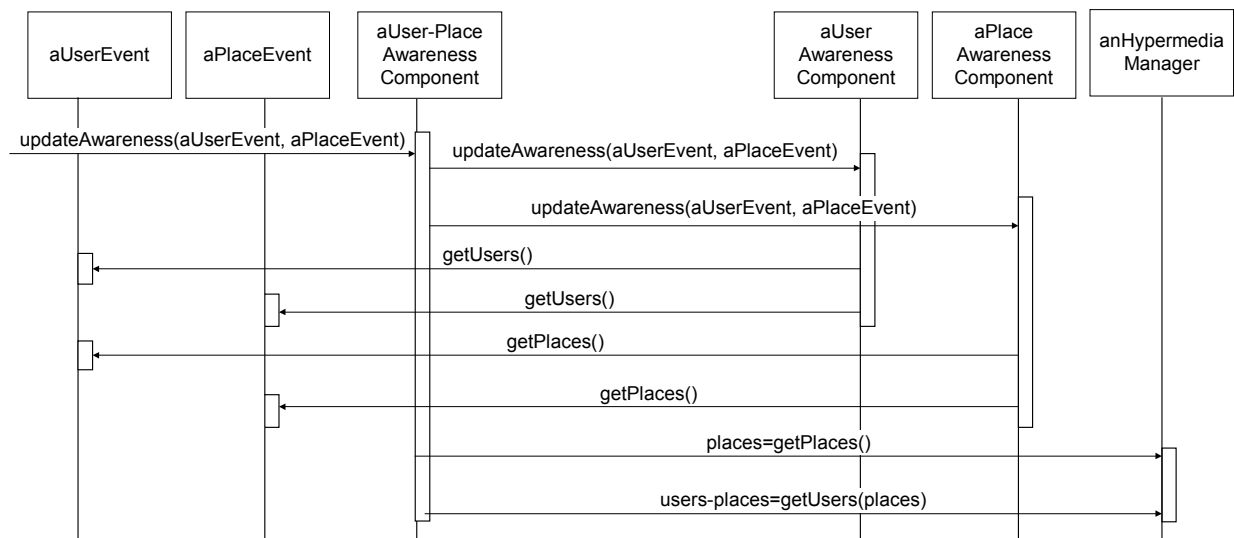 aUserEvent
aPlaceEvent
aUser-Place
Awareness
Component
aUser
Awareness
Component
aPlace
Awareness
Component
anHypermedia
Manager
updateAwareness(aUserEvent, aPlaceEvent)
updateAwareness(aUserEvent, aPlaceEvent)
updateAwareness(aUserEvent, aPlaceEvent)
getUsers()
getUsers()
getPlaces()
getPlaces()
places=getPlaces()
users-places=getUsers(places)